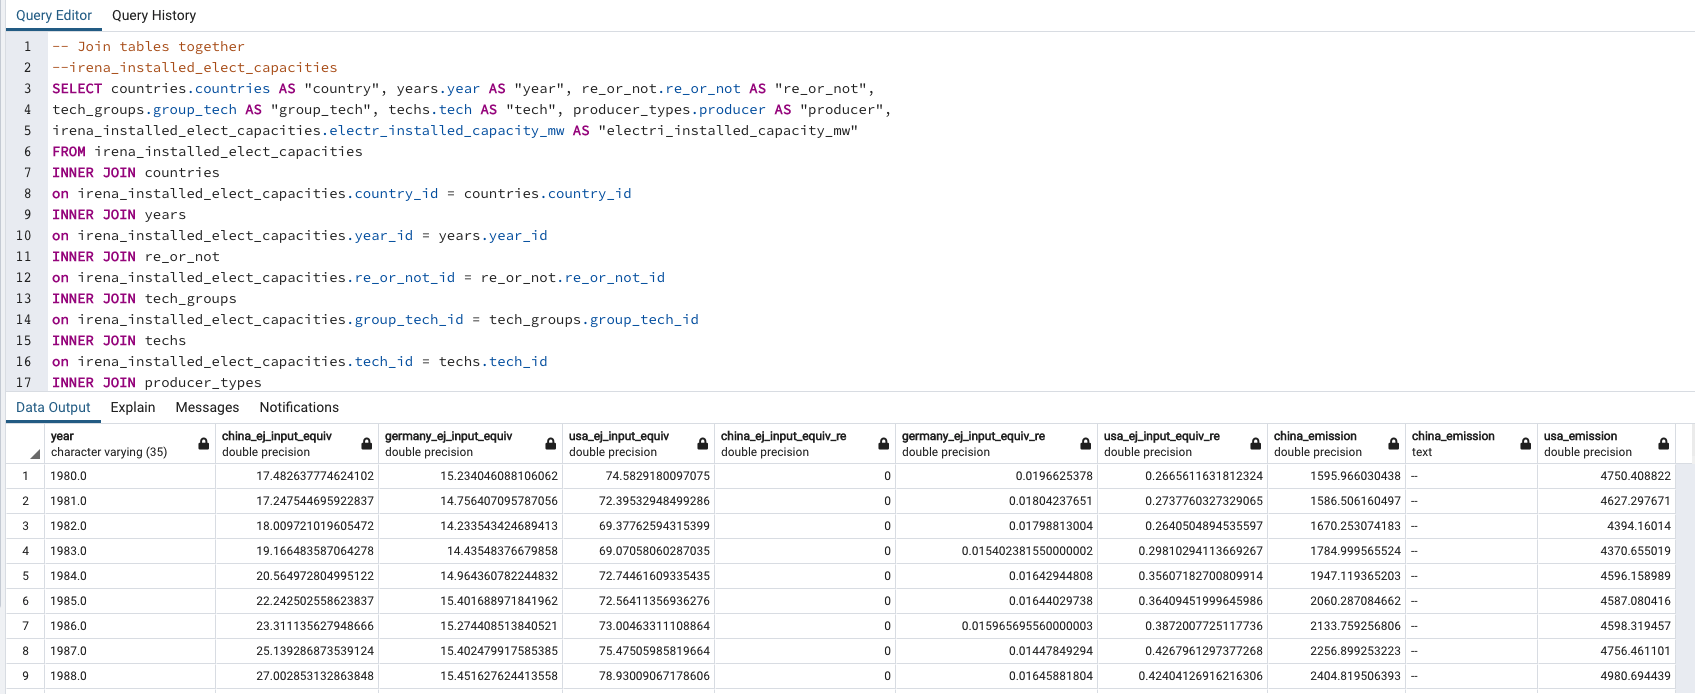 Query Editor Query History
1 -- Join tables together
2 --irena_installed_elect_capacities
3 SELECT countries.countries AS "country", years.year AS "year", re_or_not.re_or_not AS "re_or_not",
4 tech_groups.group_tech AS "group_tech", techs.tech AS "tech", producer_types.producer AS "producer",
5 irena_installed_elect_capacities.electr_installed_capacity_mw AS "electri_installed_capacity_mw"
6 FROM irena_installed_elect_capacities
7 INNER JOIN countries
8 on irena_installed_elect_capacities.country_id = countries.country_id
9 INNER JOIN years
10 on irena_installed_elect_capacities.year_id = years.year_id
11 INNER JOIN re_or_not
12 on irena_installed_elect_capacities.re_or_not_id = re_or_not.re_or_not_id
13 INNER JOIN tech_groups
14 on irena_installed_elect_capacities.group_tech_id = tech_groups.group_tech_id
15 INNER JOIN techs
16 on irena_installed_elect_capacities.tech_id = techs.tech_id
17 INNER JOIN producer_types
Data Output Explain Messages Notifications
year china_ej_input_equiv germany_ej_input_equiv usa_ej_input_equiv china_ej_input_equiv_re germany_ej_input_equiv_re usa_ej_input_equiv_re china_emission china_emission usa_emission
character varying (35) double precision double precision double precision double precision double precision double precision double precision text double precision
1 1980.0 17.482637774624102 15.234046088106062 74.5829180097075 0 0.0196625378 0.2665611631812324 1595.966030438 -- 4750.408822
2 1981.0 17.247544695922837 14.756407095787056 72.39532948499286 0 0.01804237651 0.2737760327329065 1586.506160497 -- 4627.297671
3 1982.0 18.009721019605472 14.233543424689413 69.37762594315399 0 0.01798813004 0.2640504894535597 1670.253074183 -- 4394.16014
4 1983.0 19.166483587064278 14.43548376679858 69.07058060287035 0 0.015402381550000002 0.29810294113669267 1784.999565524 -- 4370.655019
5 1984.0 20.564972804995122 14.964360782244832 72.74461609335435 0 0.01642944808 0.35607182700809914 1947.119365203 -- 4596.158989
6 1985.0 22.242502558623837 15.401688971841962 72.56411356936276 0 0.01644029738 0.36409451999645986 2060.287084662 -- 4587.080416
7 1986.0 23.311135627948666 15.274408513840521 73.00463311108864 0 0.015965695560000003 0.3872007725117736 2133.759256806 -- 4598.319457
8 1987.0 25.139286873539124 15.402479917585385 75.47505985819664 0 0.01447849294 0.4267961297377268 2256.899253223 -- 4756.461101
9 1988.0 27.002853132863848 15.451627624413558 78.93009067178606 0 0.01645881804 0.42404126916216306 2404.819506393 -- 4980.694439